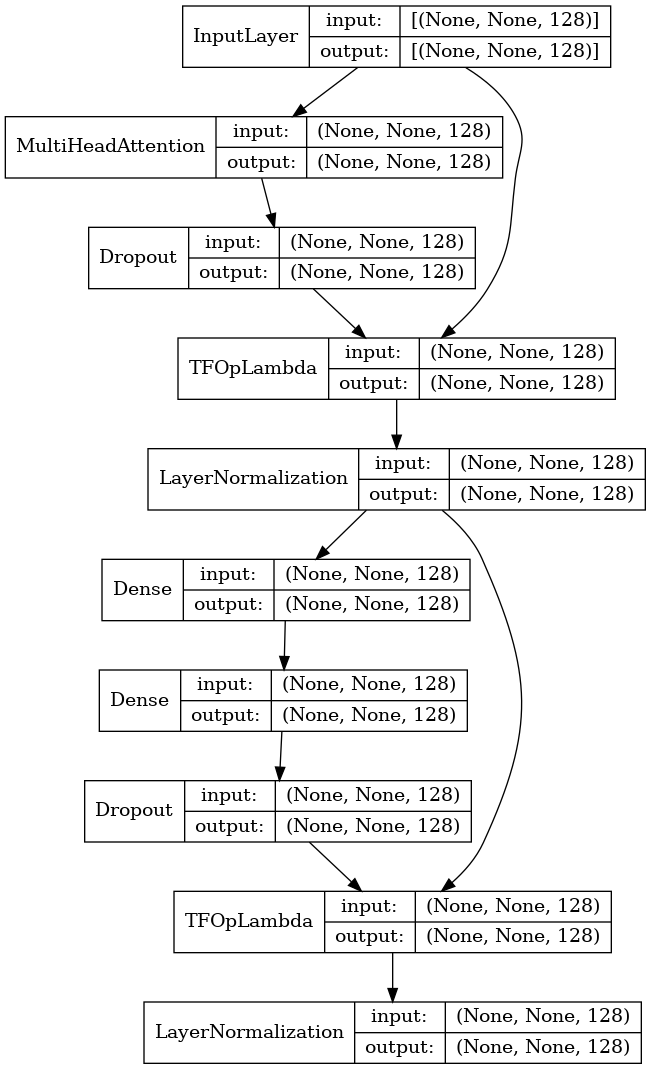 InputLayer
input: [(None, None, 128)]
output: [(None, None, 128)]
MultiHeadAttention
input: (None, None, 128)
output: (None, None, 128)
Dropout
input: (None, None, 128)
output: (None, None, 128)
TFOpLambda
input: (None, None, 128)
output: (None, None, 128)
LayerNormalization
input: (None, None, 128)
output: (None, None, 128)
Dense
input: (None, None, 128)
output: (None, None, 128)
Dense
input: (None, None, 128)
output: (None, None, 128)
Dropout
input: (None, None, 128)
output: (None, None, 128)
TFOpLambda
input: (None, None, 128)
output: (None, None, 128)
LayerNormalization
input: (None, None, 128)
output: (None, None, 128)